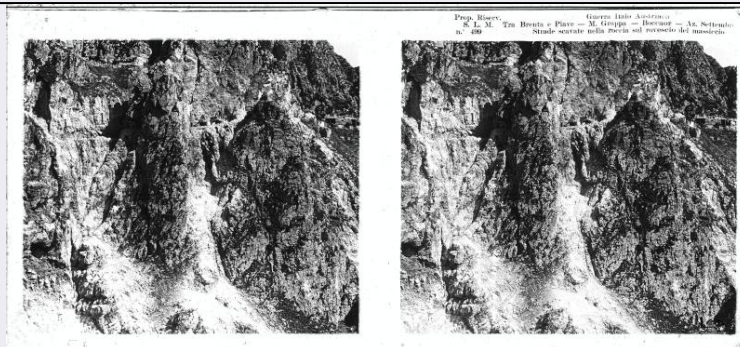 Prop. Riserv. Guerra Italo Austriaca
S. L. M. Tra Brenta e Piave — M. Grappa — Boccaor — Az. Settembre
n.° 499 Strade scavate nella roccia sul rovescio del massiccio